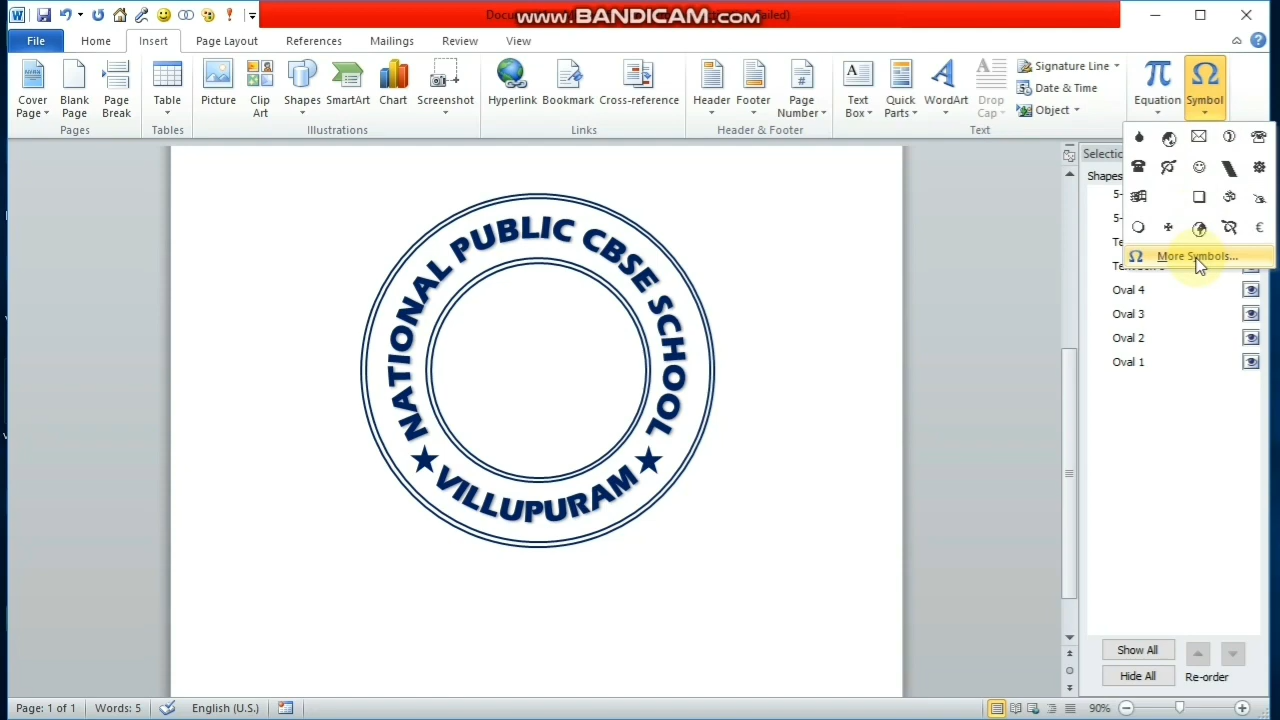 www.BANDICAM.com
File Home Insert Page Layout References Mailings Review View
Cover Page
Blank Page
Page Break
Table
Picture
Clip Art
Shapes
SmartArt
Chart
Screenshot
Hyperlink
Bookmark
Cross-reference
Header
Footer
Page Number
Text Box
Quick Parts
WordArt
Drop Cap
Signature Line
Date & Time
Object
Equation
Symbol
Pages
Tables
Illustrations
Links
Header & Footer
Text
Shapes
More Symbols...
Oval 4
Oval 3
Oval 2
Oval 1
NATIONAL PUBLIC CBSE SCHOOL
★ VILLUPURAM ★
Show All
Hide All
Re-order
Page: 1 of 1 Words: 5 English (U.S.) 90%